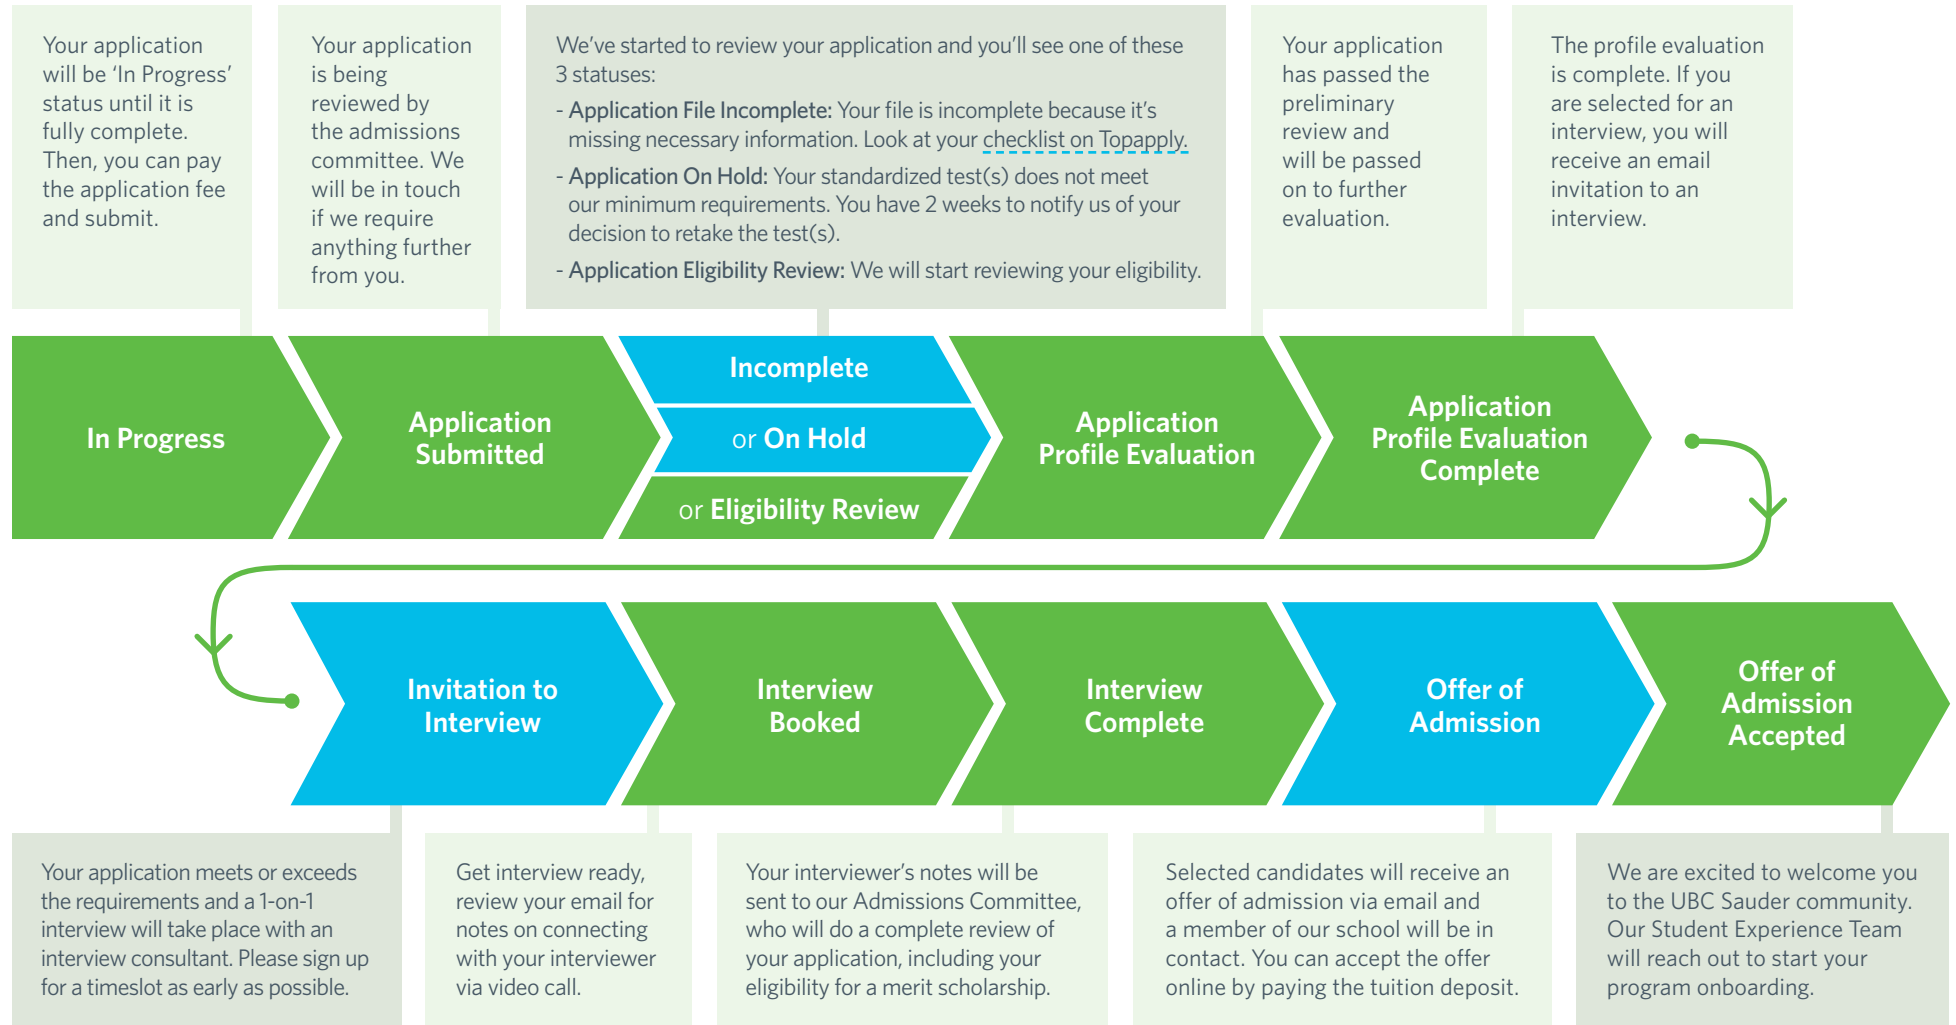 Your application
will be ‘In Progress’
status until it is
fully complete.
Then, you can pay
the application fee
and submit.
Your application
is being
reviewed by
the admissions
committee. We
will be in touch
if we require
anything further
from you.
We’ve started to review your application and you’ll see one of these
3 statuses:
- Application File Incomplete: Your file is incomplete because it’s
missing necessary information. Look at your checklist on Topapply.
- Application On Hold: Your standardized test(s) does not meet
our minimum requirements. You have 2 weeks to notify us of your
decision to retake the test(s).
- Application Eligibility Review: We will start reviewing your eligibility.
Your application
has passed the
preliminary
review and
will be passed
on to further
evaluation.
The profile evaluation
is complete. If you
are selected for an
interview, you will
receive an email
invitation to an
interview.
In Progress
Application
Submitted
Incomplete
or On Hold
or Eligibility Review
Application
Profile Evaluation
Application
Profile Evaluation
Complete
Invitation to
Interview
Interview
Booked
Interview
Complete
Offer of
Admission
Offer of
Admission
Accepted
Your application meets or exceeds
the requirements and a 1-on-1
interview will take place with an
interview consultant. Please sign up
for a timeslot as early as possible.
Get interview ready,
review your email for
notes on connecting
with your interviewer
via video call.
Your interviewer’s notes will be
sent to our Admissions Committee,
who will do a complete review of
your application, including your
eligibility for a merit scholarship.
Selected candidates will receive an
offer of admission via email and
a member of our school will be in
contact. You can accept the offer
online by paying the tuition deposit.
We are excited to welcome you
to the UBC Sauder community.
Our Student Experience Team
will reach out to start your
program onboarding.